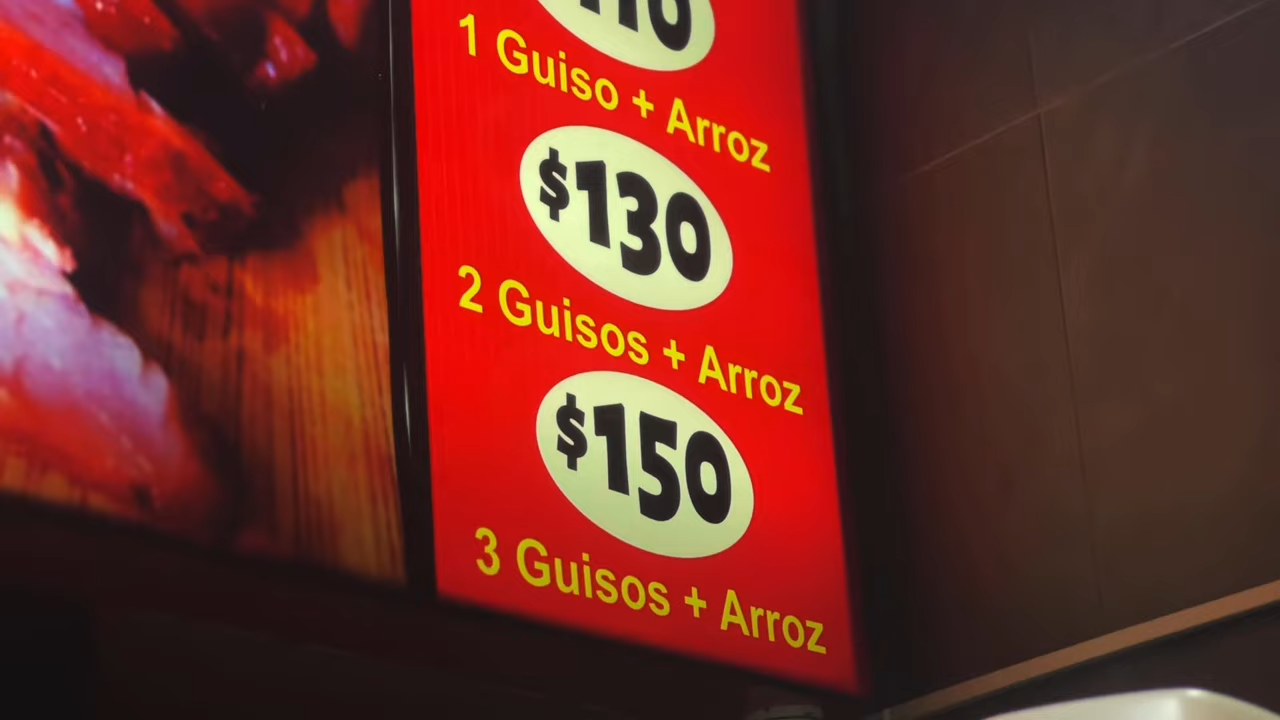 1 Guiso + Arroz
$130
2 Guisos + Arroz
$150
3 Guisos + Arroz